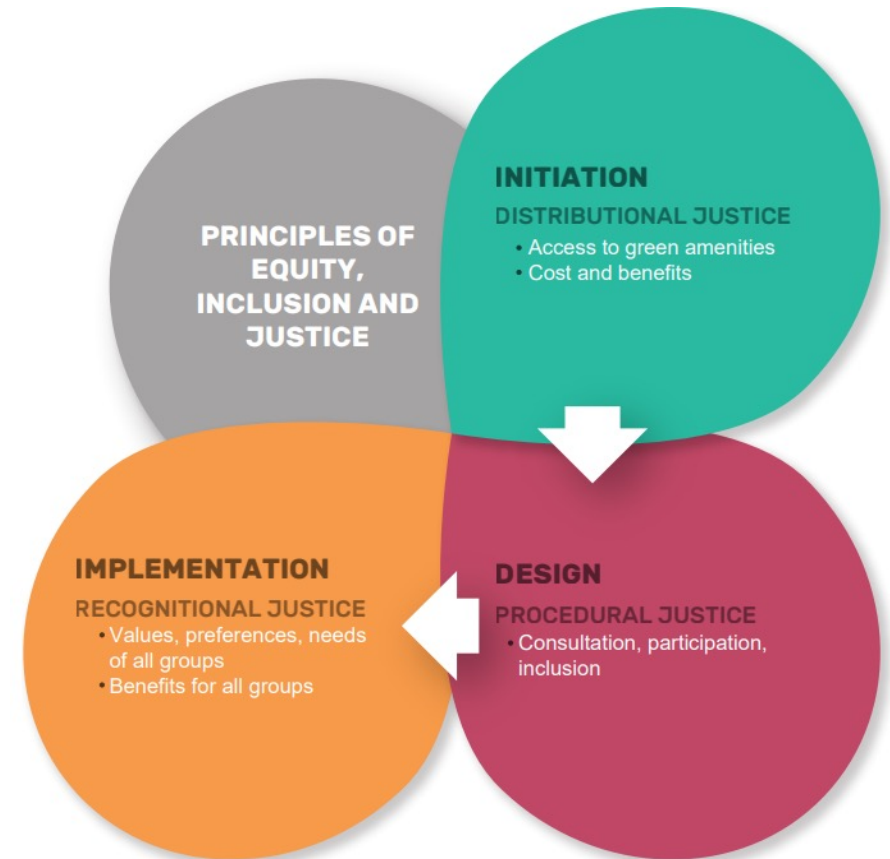 PRINCIPLES OF
EQUITY,
INCLUSION AND
JUSTICE
INITIATION
DISTRIBUTIONAL JUSTICE
• Access to green amenities
• Cost and benefits
DESIGN
PROCEDURAL JUSTICE
• Consultation, participation,
inclusion
IMPLEMENTATION
RECOGNITIONAL JUSTICE
• Values, preferences, needs
of all groups
• Benefits for all groups